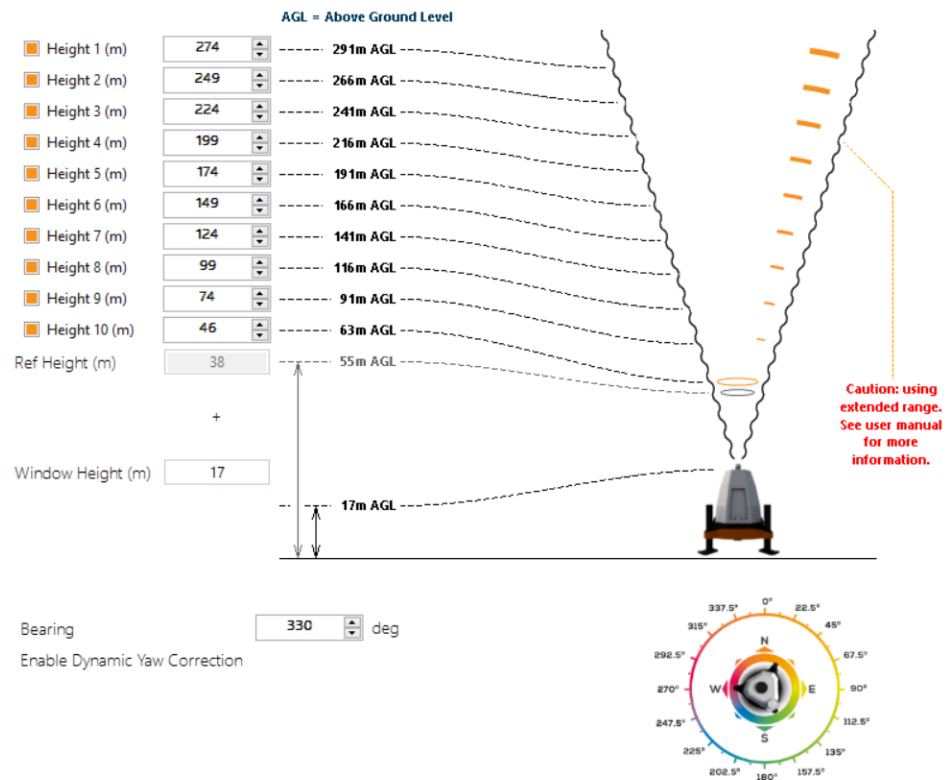 AGL = Above Ground Level
Height 1 (m) 274 291m AGL
Height 2 (m) 249 266m AGL
Height 3 (m) 224 241m AGL
Height 4 (m) 199 216m AGL
Height 5 (m) 174 191m AGL
Height 6 (m) 149 166m AGL
Height 7 (m) 124 141m AGL
Height 8 (m) 99 116m AGL
Height 9 (m) 74 91m AGL
Height 10 (m) 46 63m AGL
Ref Height (m) 38 55m AGL
+
Window Height (m) 17
17m AGL
Caution: using
extended range.
See user manual
for more
information.
Bearing 330 deg
Enable Dynamic Yaw Correction
0°
22.5°
45°
67.5°
90°
112.5°
135°
157.5°
180°
202.5°
225°
247.5°
270°
292.5°
315°
337.5°
N
E
S
W